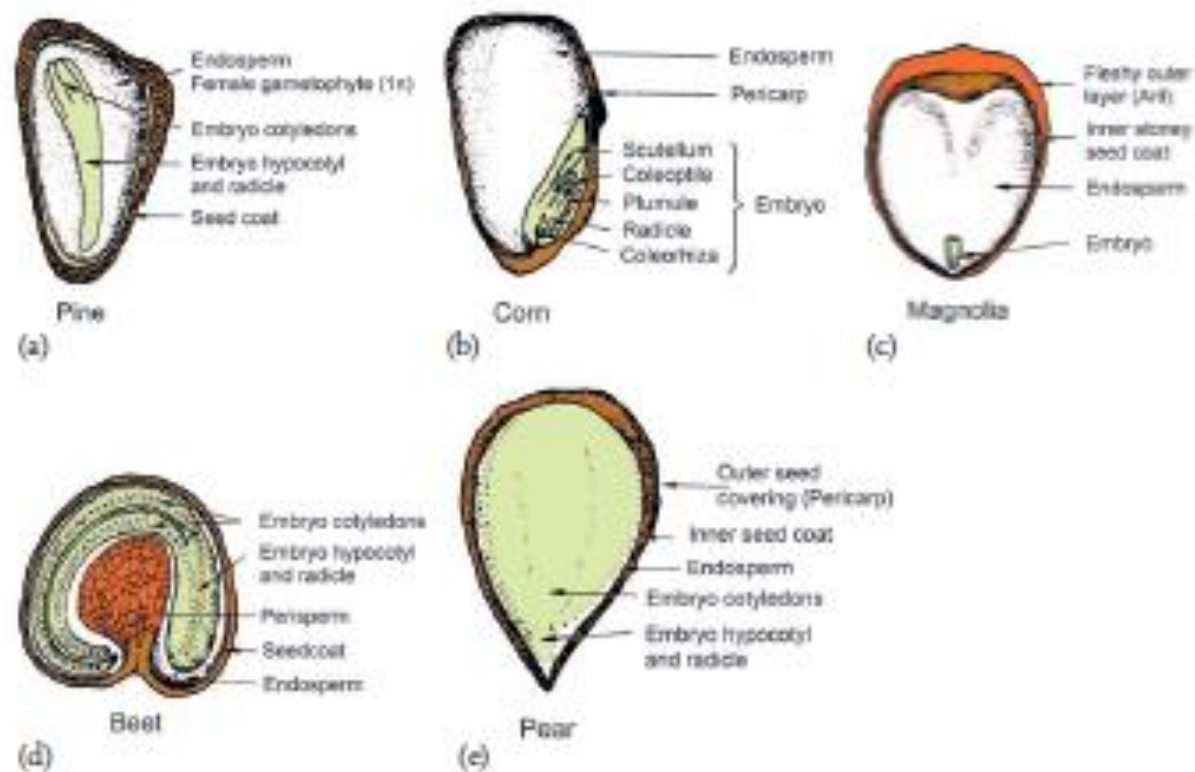 Endosperm
Female gametophyte (1n)
Embryo cotyledons
Embryo hypocotyl
and radicle
Seed coat
Pine
(a)
Endosperm
Pericarp
Scutellum
Coleoptile
Plumule
Radicle
Coleorhiza
Embryo
Corn
(b)
Fleshy outer
layer (Aril)
Inner stoney
seed coat
Endosperm
Embryo
Magnolia
(c)
Embryo cotyledons
Embryo hypocotyl
and radicle
Perisperm
Seedcoat
Endosperm
Beet
(d)
Outer seed
covering (Pericarp)
Inner seed coat
Endosperm
Embryo cotyledons
Embryo hypocotyl
and radicle
Pear
(e)